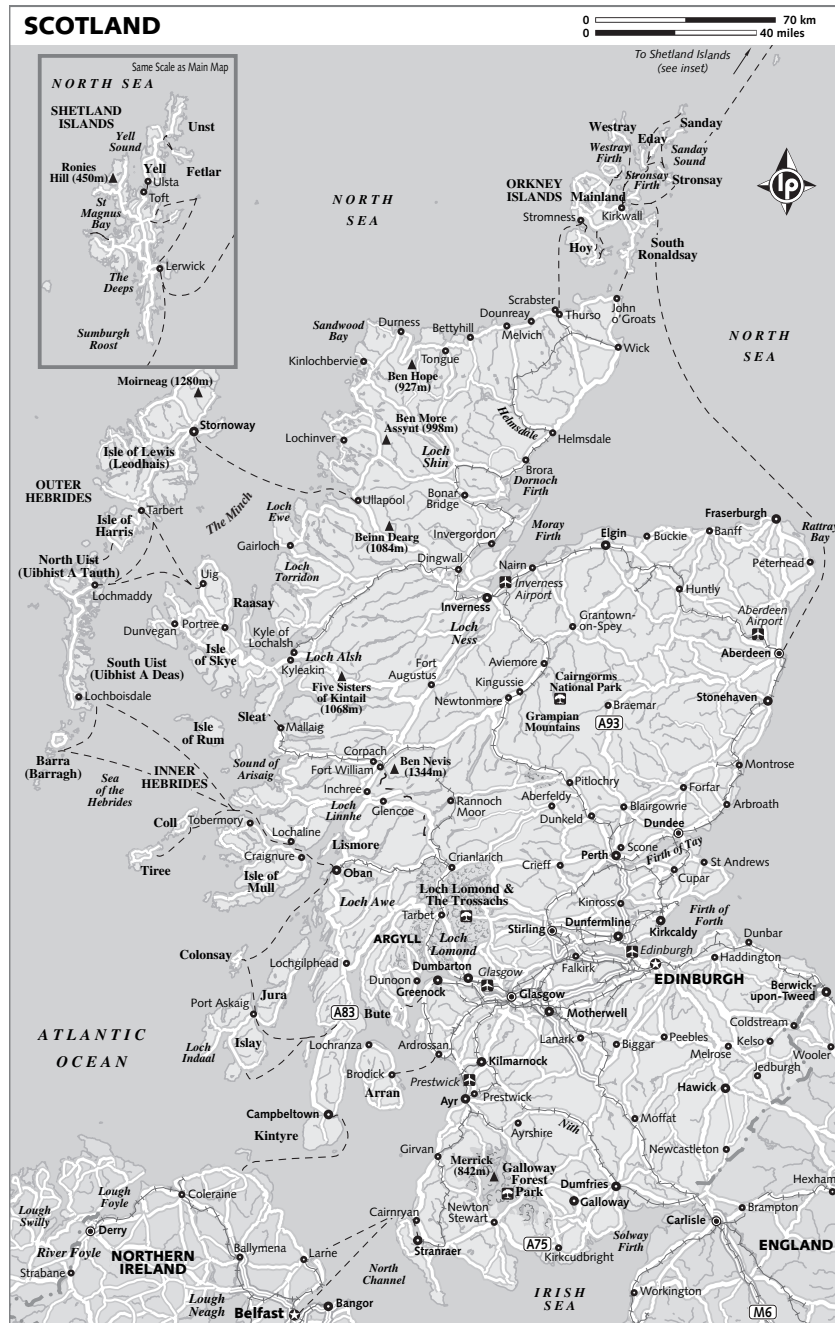 SCOTLAND
0 70 km
0 40 miles
To Shetland Islands
(see inset)
Same Scale as Main Map
NORTH SEA
SHETLAND
ISLANDS
Yell
Sound
Unst
Ronies
Hill (450m)
Yell
Fetlar
Ulsta
Toft
St
Magnus
Bay
Lerwick
The
Deeps
Sumburgh
Roost
NORTH
SEA
Westray
Sanday
Eday
Westray
Firth
Sanday
Sound
Stronsay
Firth
Stronsay
ORKNEY
ISLANDS
Mainland
Stromness
Kirkwall
Hoy
South
Ronaldsay
lp
Scrabster
Thurso
John
o'Groats
Dounreay
Melvich
Bettyhill
Durness
Sandwood
Bay
Tongue
Wick
Kinlochbervie
Ben Hope
(927m)
NORTH
SEA
Moirneag (1280m)
Stornoway
Ben More
Assynt (998m)
Helmsdale
Helmsdale
Lochinver
Loch
Shin
Isle of Lewis
(Leodhais)
Brora
Dornoch
Firth
OUTER
HEBRIDES
The Minch
Loch
Ewe
Ullapool
Bonar
Bridge
Tarbert
Isle of
Harris
Beinn Dearg
(1084m)
Invergordon
Moray
Firth
Elgin
Buckie
Banff
Fraserburgh
Rattray
Bay
Gairloch
Loch
Torridon
Dingwall
Nairn
Inverness
Airport
Peterhead
North Uist
(Uibhist A Tauth)
Lochmaddy
Uig
Raasay
Huntly
Inverness
Aberdeen
Airport
Dunvegan
Portree
Kyle of
Lochalsh
Loch
Ness
Grantown-
on-Spey
Aberdeen
Isle
of Skye
Kyleakin
Loch Alsh
Fort
Augustus
Aviemore
Cairngorms
National Park
South Uist
(Uibhist A Deas)
Kingussie
Five Sisters
of Kintail
(1068m)
Newtonmore
Braemar
Stonehaven
Lochboisdale
Grampian
Mountains
A93
Isle
of Rum
Sleat
Mallaig
Barra
(Barragh)
Sound of
Arisaig
Corpach
Fort William
Ben Nevis
(1344m)
Montrose
Sea
of the
Hebrides
INNER
HEBRIDES
Inchree
Pitlochry
Forfar
Aberfeldy
Blairgowrie
Arbroath
Loch
Linnhe
Glencoe
Rannoch
Moor
Dunkeld
Coll
Tobermory
Dundee
Lochaline
Lismore
Scone
Perth
Firth of Tay
Craignure
Tiree
Isle of
Mull
Oban
Crianlarich
Crieff
St Andrews
Cupar
Loch Awe
Loch Lomond &
The Trossachs
Kinross
Tarbet
Dunfermline
Firth of
Forth
Stirling
Kirkcaldy
Dunbar
ARGYLL
Loch
Lomond
Edinburgh
Haddington
Colonsay
Lochgilphead
Dumbarton
Glasgow
Falkirk
EDINBURGH
Dunoon
Greenock
Glasgow
Berwick-
upon-Tweed
Jura
Port Askaig
A83
Bute
Motherwell
Coldstream
ATLANTIC
OCEAN
Islay
Loch
Indaal
Lochranza
Ardrossan
Lanark
Biggar
Peebles
Melrose
Kelso
Wooler
Kilmarnock
Jedburgh
Brodick
Prestwick
Arran
Prestwick
Hawick
Ayr
Campbeltown
Moffat
Kintyre
Ayrshire
Nith
Newcastleton
Girvan
Merrick
(842m)
Galloway
Forest
Park
Hexham
Lough
Swilly
Lough
Foyle
Coleraine
Dumfries
Galloway
Brampton
Cairnryan
Newton
Stewart
Carlisle
Derry
River Foyle
NORTHERN
IRELAND
Ballymena
Larne
Stranraer
A75
Solway
Firth
ENGLAND
Kirkcudbright
Strabane
North
Channel
Workington
Lough
Neagh
Belfast
Bangor
IRISH
SEA
M6